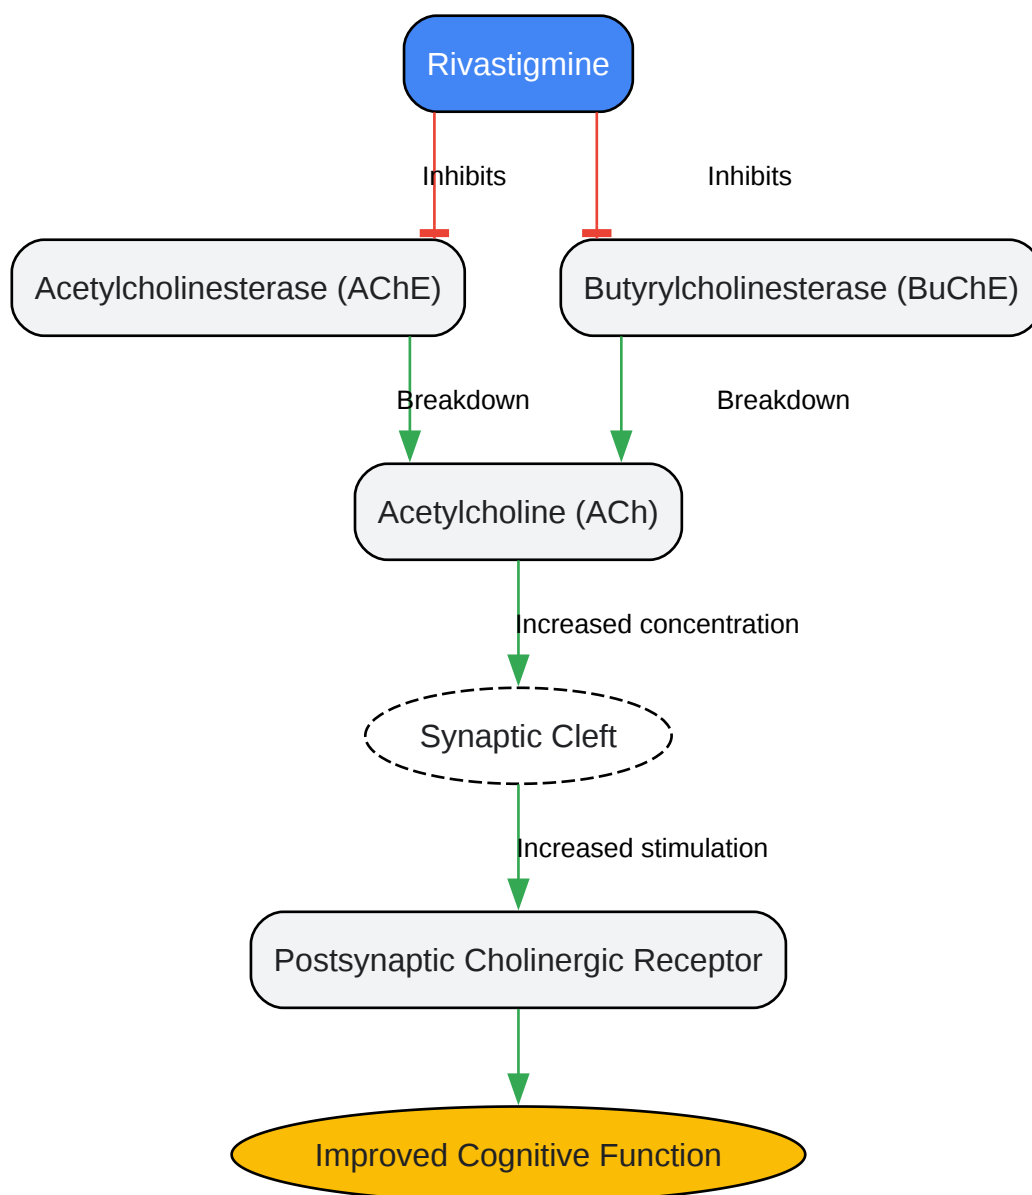 Rivastigmine
Inhibits
Inhibits
Acetylcholinesterase (AChE)
Butyrylcholinesterase (BuChE)
Breakdown
Breakdown
Acetylcholine (ACh)
Increased concentration
Synaptic Cleft
Increased stimulation
Postsynaptic Cholinergic Receptor
Improved Cognitive Function